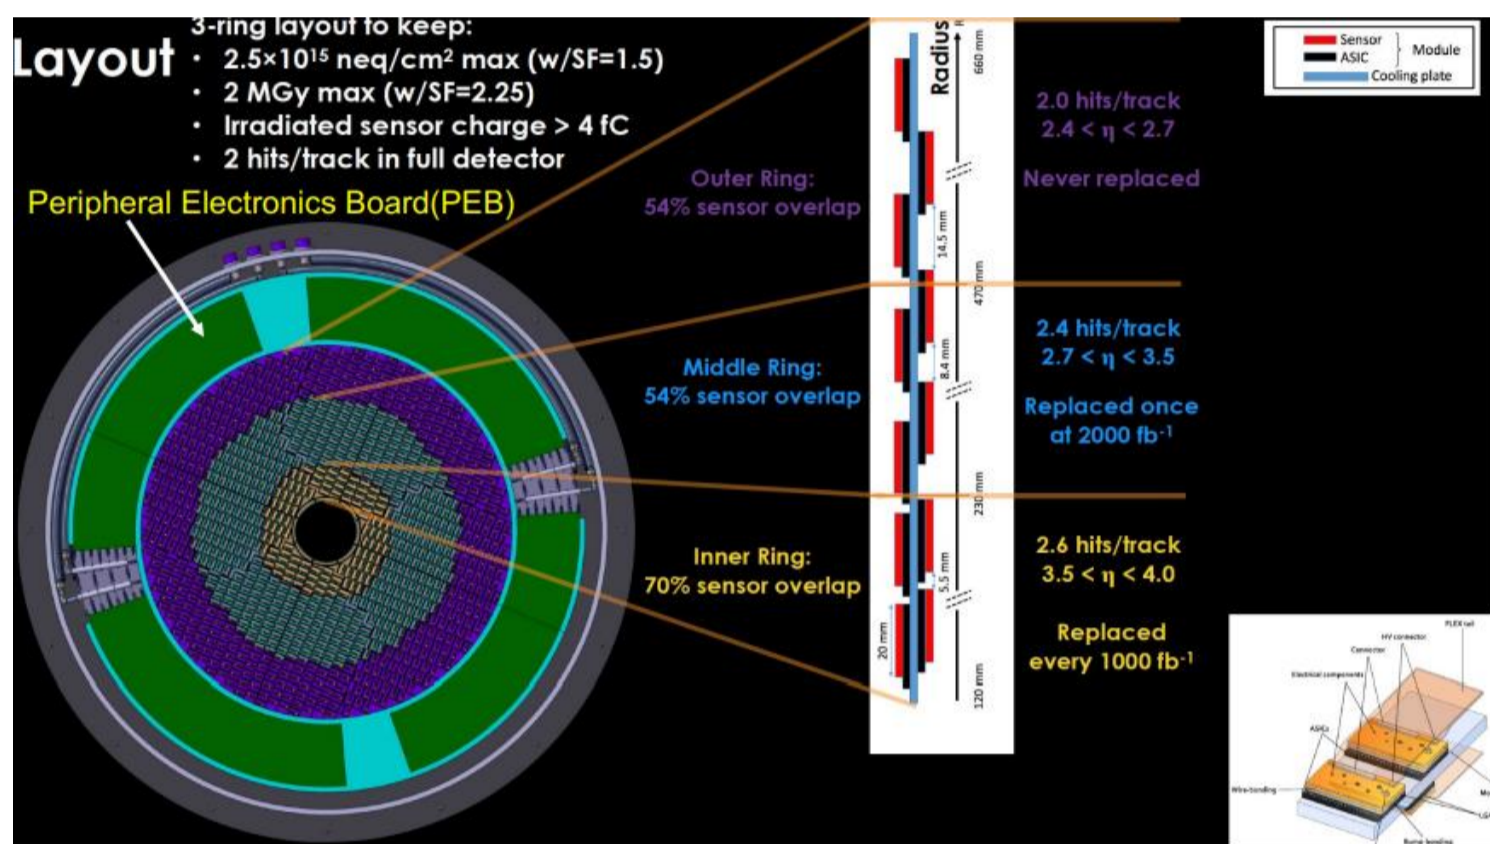 Layout
3-ring layout to keep:
• 2.5×10¹⁵ neq/cm² max (w/SF=1.5)
• 2 MGy max (w/SF=2.25)
• Irradiated sensor charge > 4 fC
• 2 hits/track in full detector
Peripheral Electronics Board(PEB)
Outer Ring:
54% sensor overlap
Middle Ring:
54% sensor overlap
Inner Ring:
70% sensor overlap
Radius
R
660 mm
14.5 mm
470 mm
8.4 mm
230 mm
5.5 mm
20 mm
120 mm
2.0 hits/track
2.4 < η < 2.7
Never replaced
2.4 hits/track
2.7 < η < 3.5
Replaced once
at 2000 fb⁻¹
2.6 hits/track
3.5 < η < 4.0
Replaced
every 1000 fb⁻¹
Sensor
ASIC
Module
Cooling plate
FLEX tail
HV connector
Connector
Electrical components
ASICs
Wire-bonding
Mo
LGA
Bump-bonding